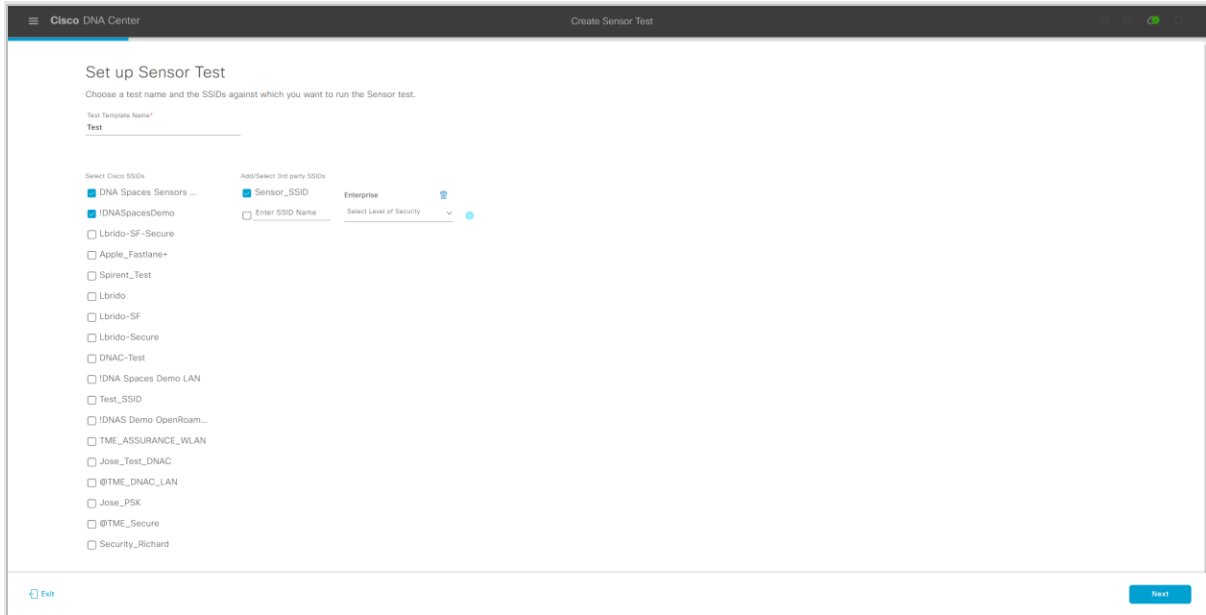 Cisco DNA Center
Create Sensor Test
Set up Sensor Test
Choose a test name and the SSIDs against which you want to run the Sensor test.
Test Template Name*
Test
Select Cisco SSIDs
Add/Select 3rd party SSIDs
DNA Spaces Sensors ...
Sensor_SSID
Enterprise
!DNASpacesDemo
Enter SSID Name
Select Level of Security
Lbrido-SF-Secure
Apple_Fastlane+
Spirent_Test
Lbrido
Lbrido-SF
Lbrido-Secure
DNAC-Test
!DNA Spaces Demo LAN
Test_SSID
!DNAS Demo OpenRoam...
TME_ASSURANCE_WLAN
Jose_Test_DNAC
@TME_DNAC_LAN
Jose_PSK
@TME_Secure
Security_Richard
Exit
Next